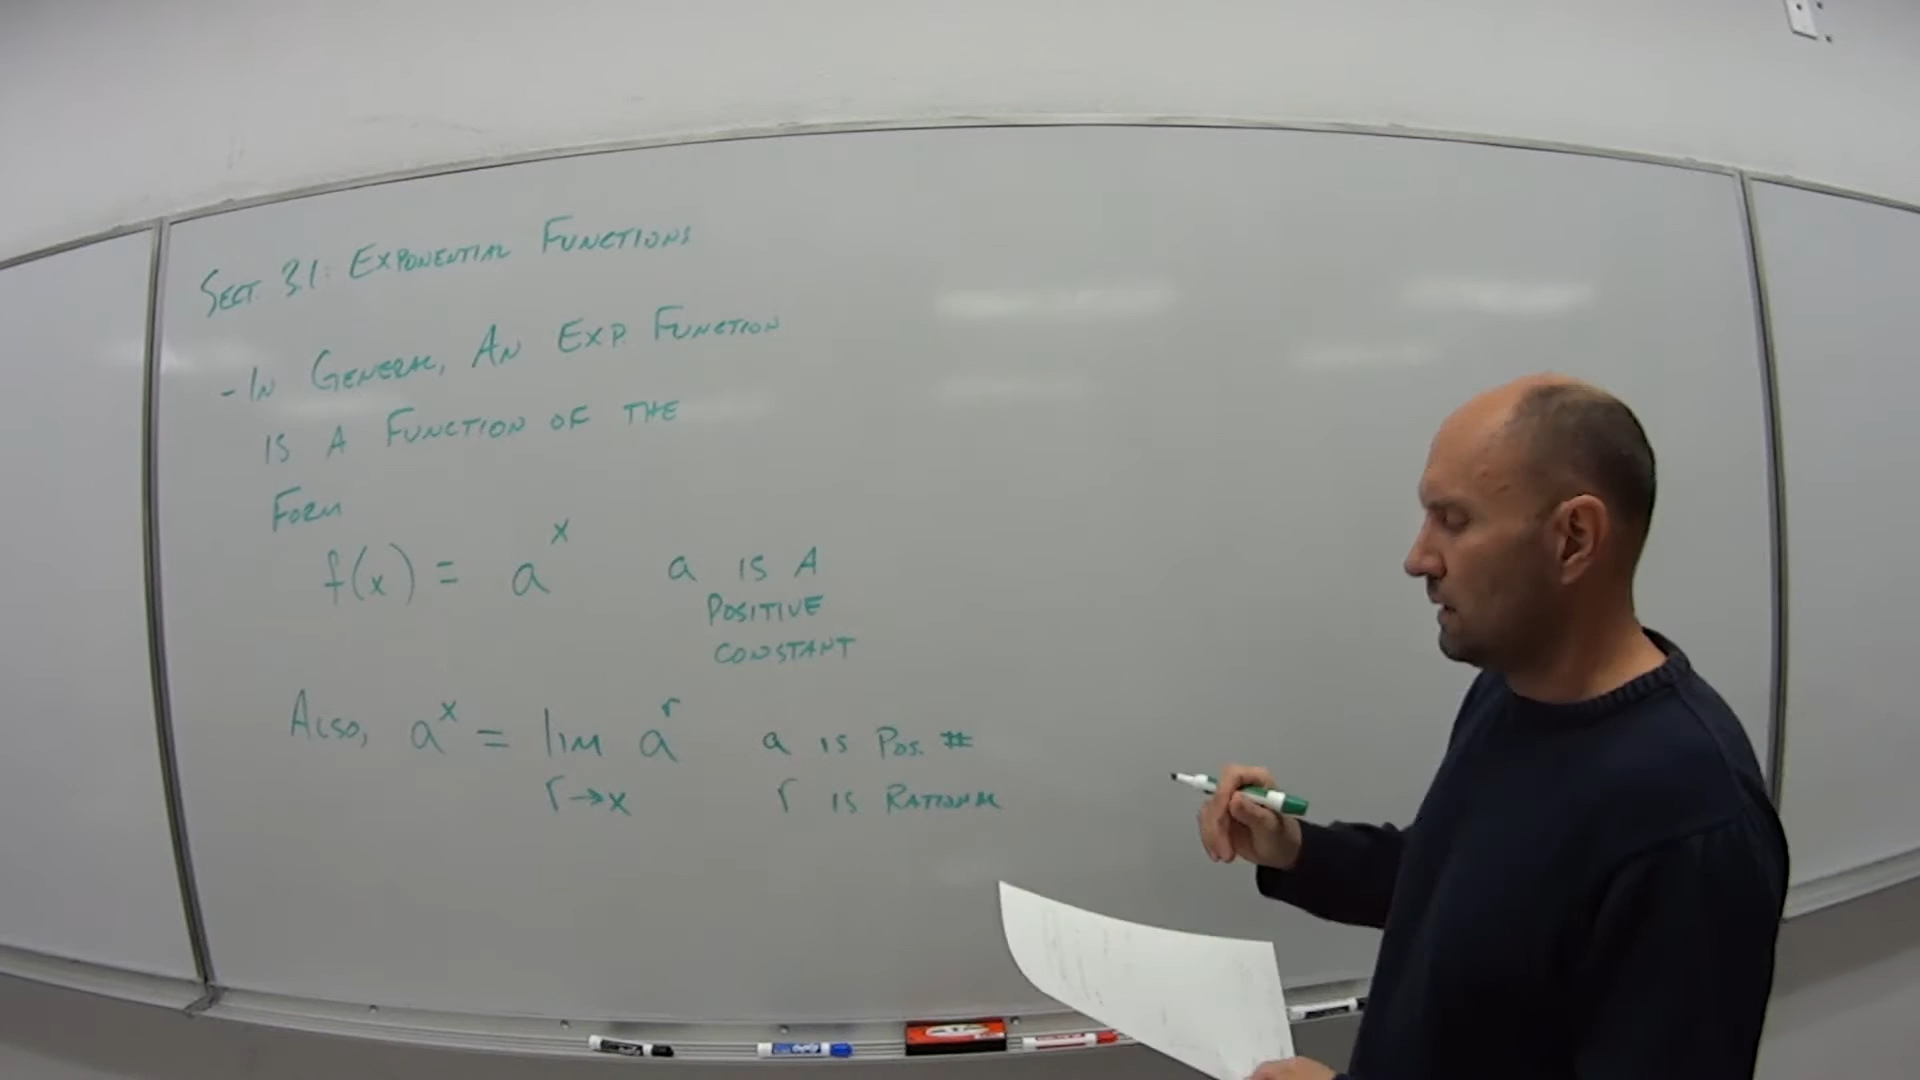 SECT. 3.1: EXPONENTIAL FUNCTIONS
- IN GENERAL, AN EXP. FUNCTION
IS A FUNCTION OF THE
FORM
f(x) = a^x a IS A
POSITIVE
CONSTANT
ALSO, a^x = lim a^r a IS POS. #
r→x r IS RATIONAL